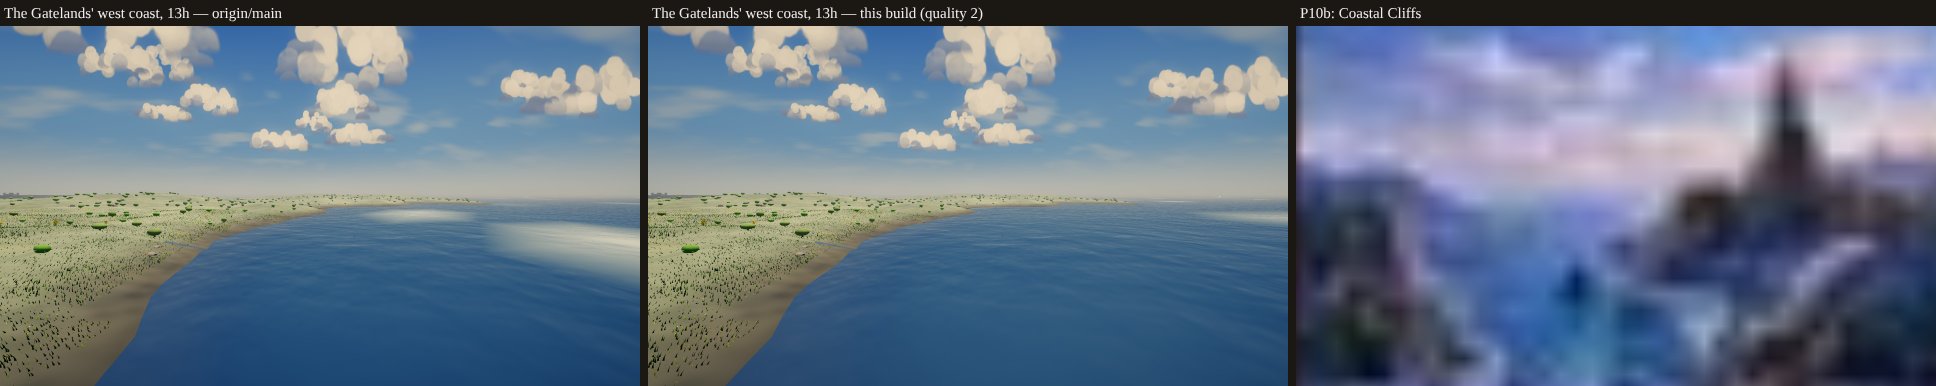 The Gatelands' west coast, 13h — origin/main
The Gatelands' west coast, 13h — this build (quality 2)
P10b: Coastal Cliffs